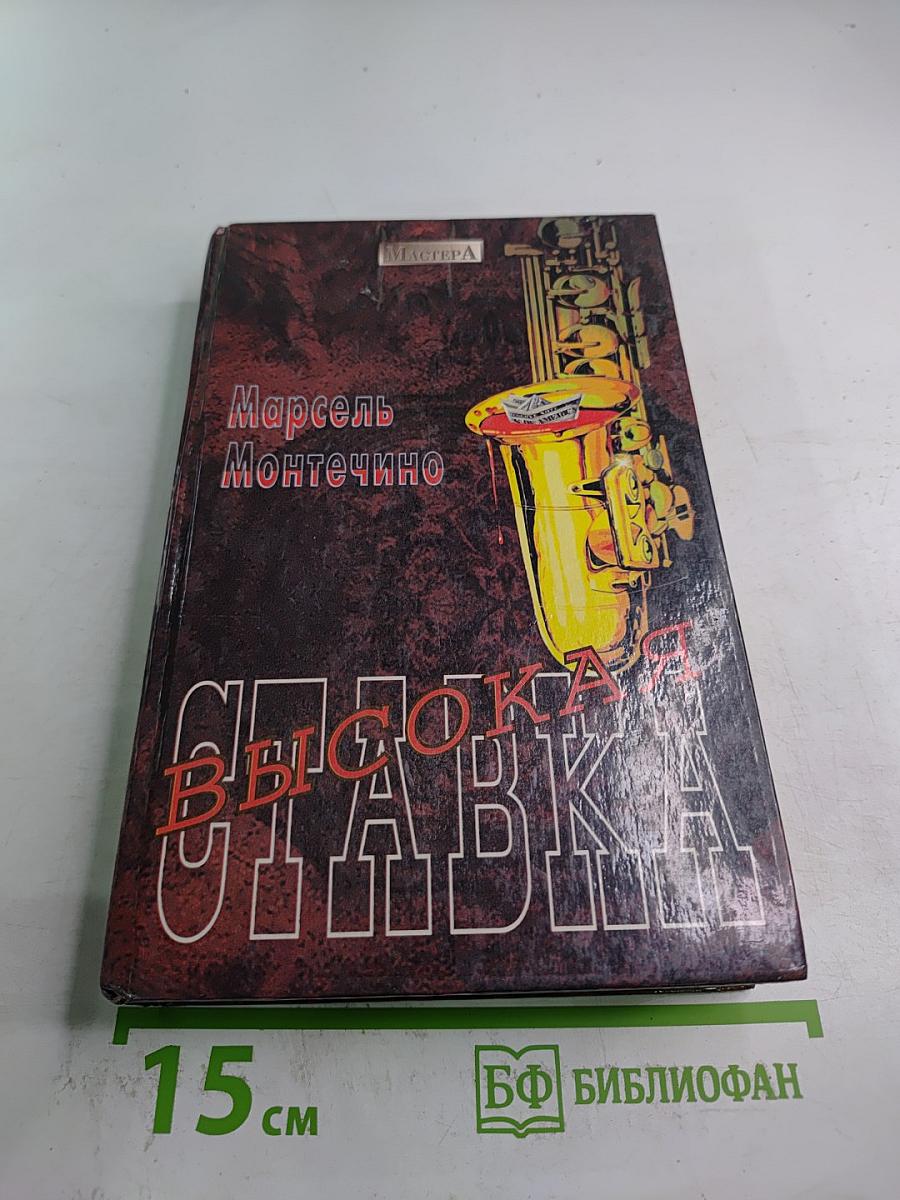 МАСТЕРА
Марсель
Монтечино
ВЫСОКАЯ
СТАВКА
15 см
БФ БИБЛИОФАН